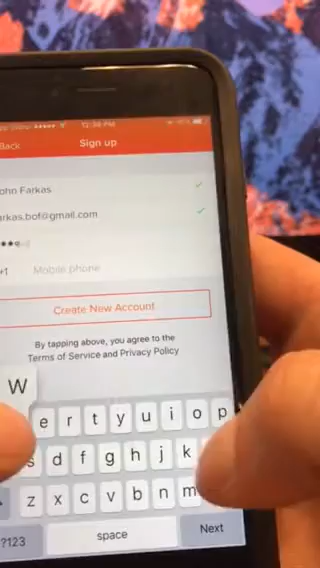 12:36 PM
Back
Sign up
ohn Farkas
arkas.bof@gmail.com
+1 Mobile phone
Create New Account
By tapping above, you agree to the
Terms of Service and Privacy Policy
W
e r t y u i o p
s d f g h j k
z x c v b n m
?123 space Next